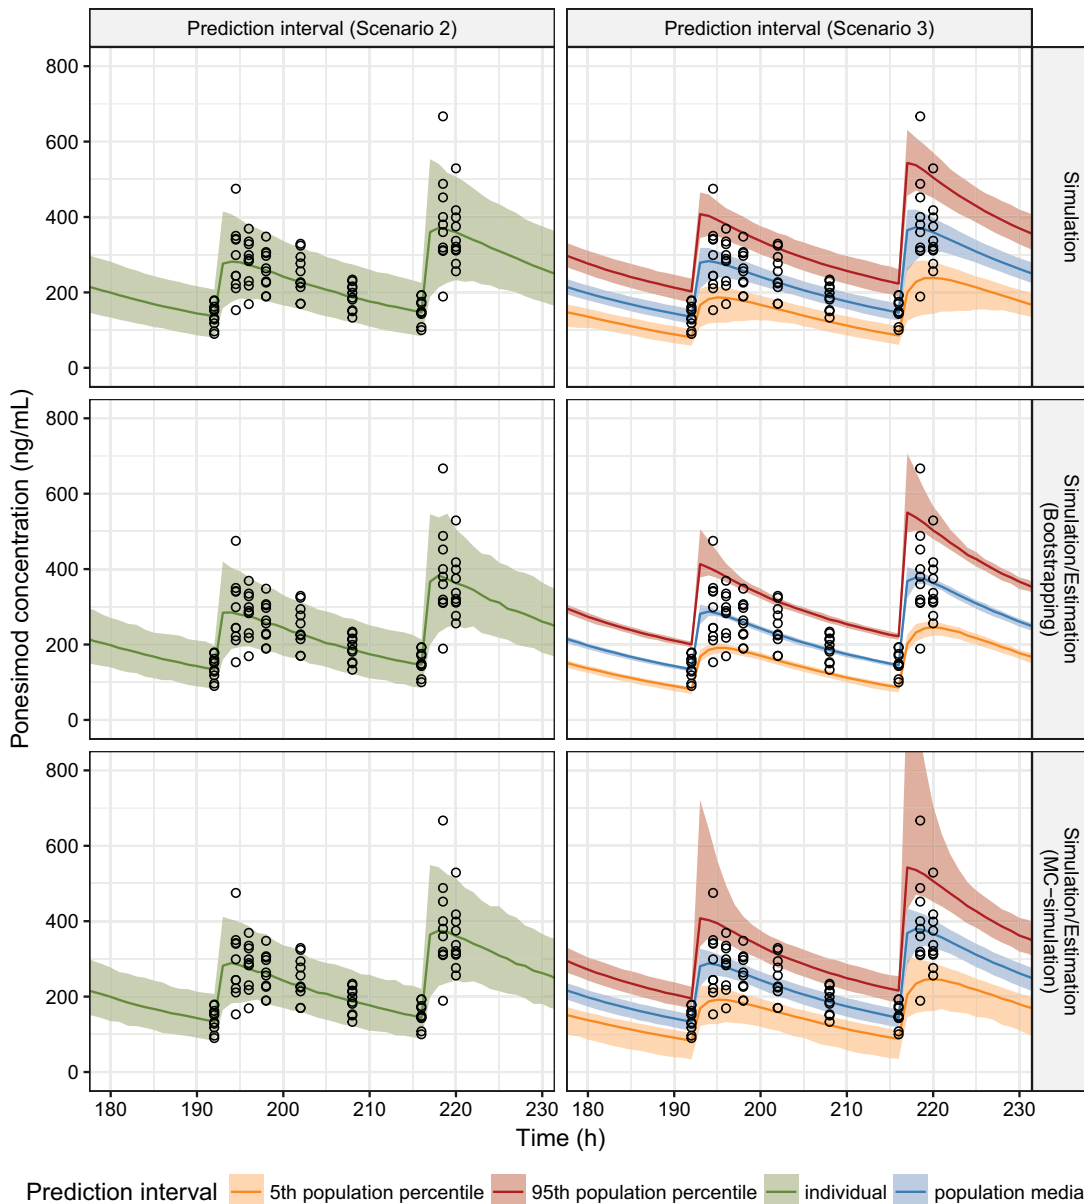 Prediction interval (Scenario 2)
Prediction interval (Scenario 3)
Ponesimod concentration (ng/mL)
800
600
400
200
0
Simulation
800
600
400
200
0
Simulation/Estimation
(Bootstrapping)
800
600
400
200
0
Simulation/Estimation
(MC−simulation)
180 190 200 210 220 230
180 190 200 210 220 230
Time (h)
Prediction interval 5th population percentile 95th population percentile individual population media